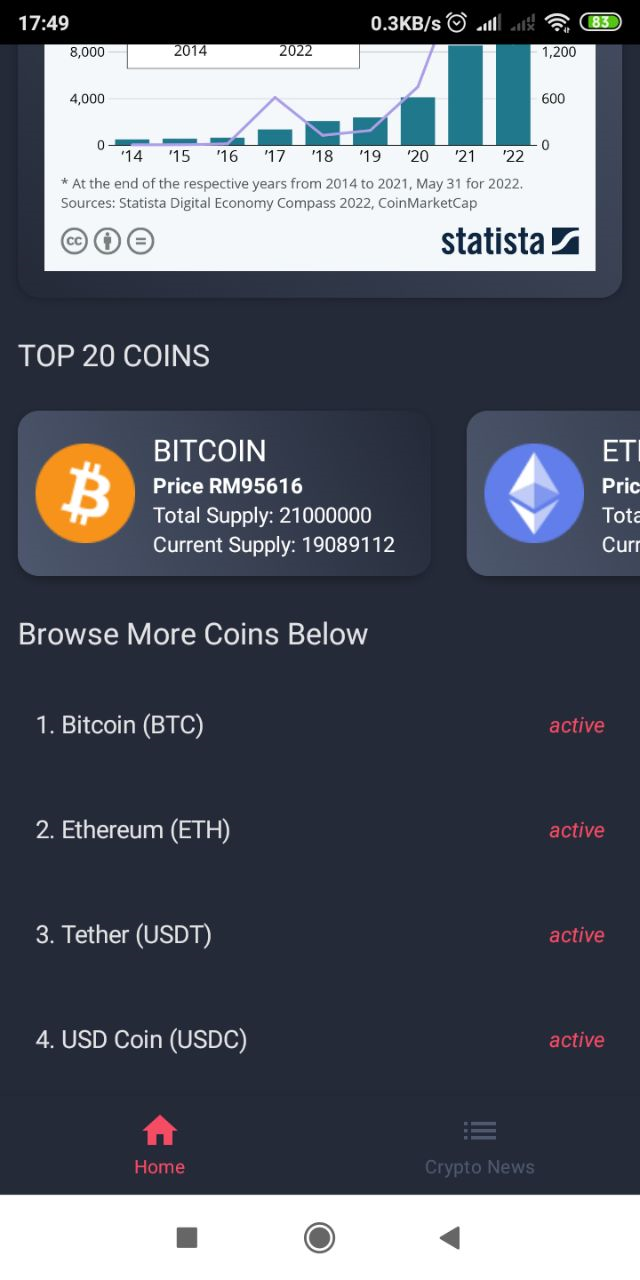 17:49 0.3KB/s 83
8,000 2014 2022 1,200
4,000 600
0 0
'14 '15 '16 '17 '18 '19 '20 '21 '22
* At the end of the respective years from 2014 to 2021, May 31 for 2022.
Sources: Statista Digital Economy Compass 2022, CoinMarketCap
cc statista
TOP 20 COINS
BITCOIN
Price RM95616
Total Supply: 21000000
Current Supply: 19089112
Browse More Coins Below
1. Bitcoin (BTC) active
2. Ethereum (ETH) active
3. Tether (USDT) active
4. USD Coin (USDC) active
Home Crypto News